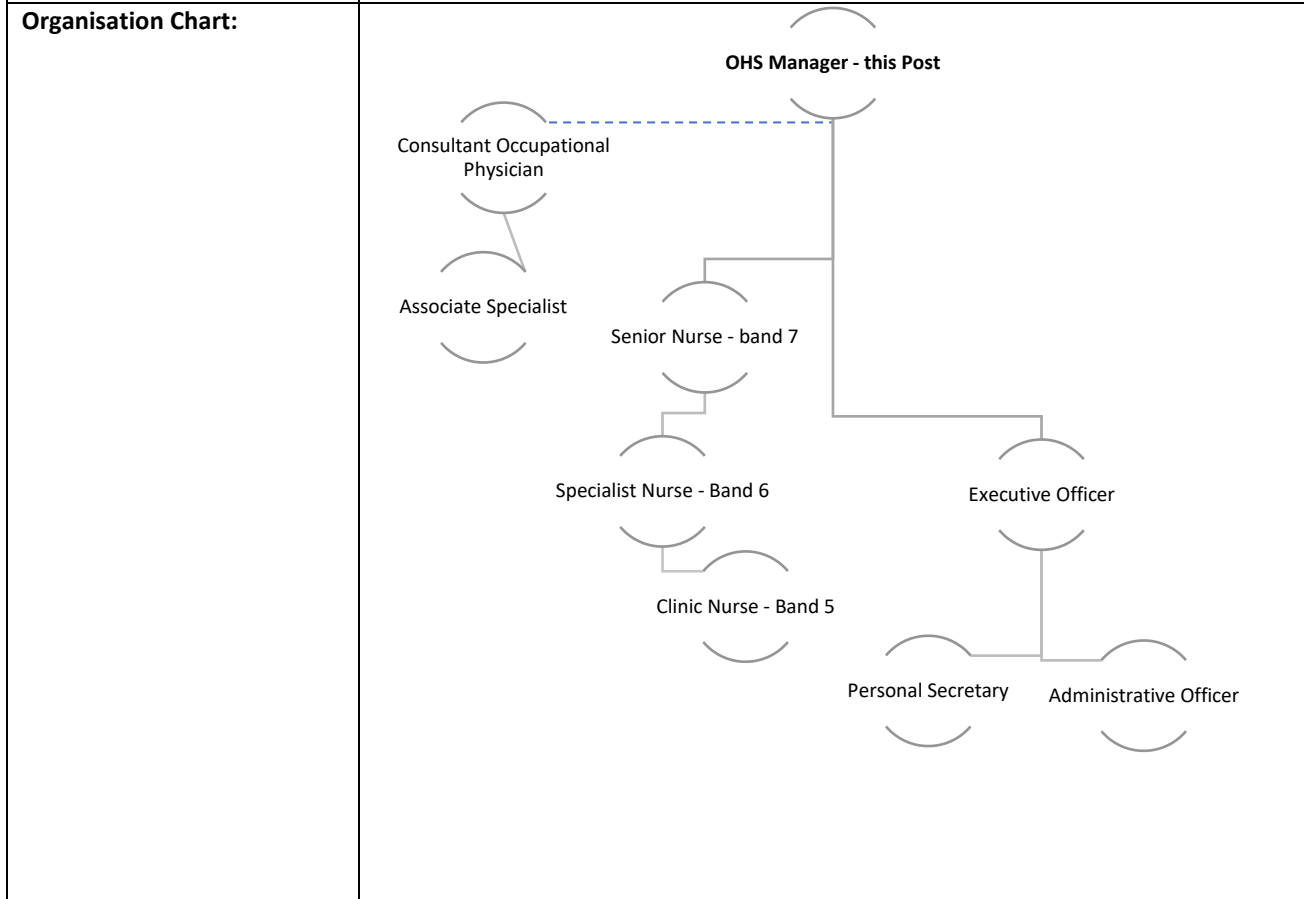 Organisation Chart:
OHS Manager - this Post
Consultant Occupational
Physician
Associate Specialist
Senior Nurse - band 7
Specialist Nurse - Band 6
Executive Officer
Clinic Nurse - Band 5
Personal Secretary
Administrative Officer